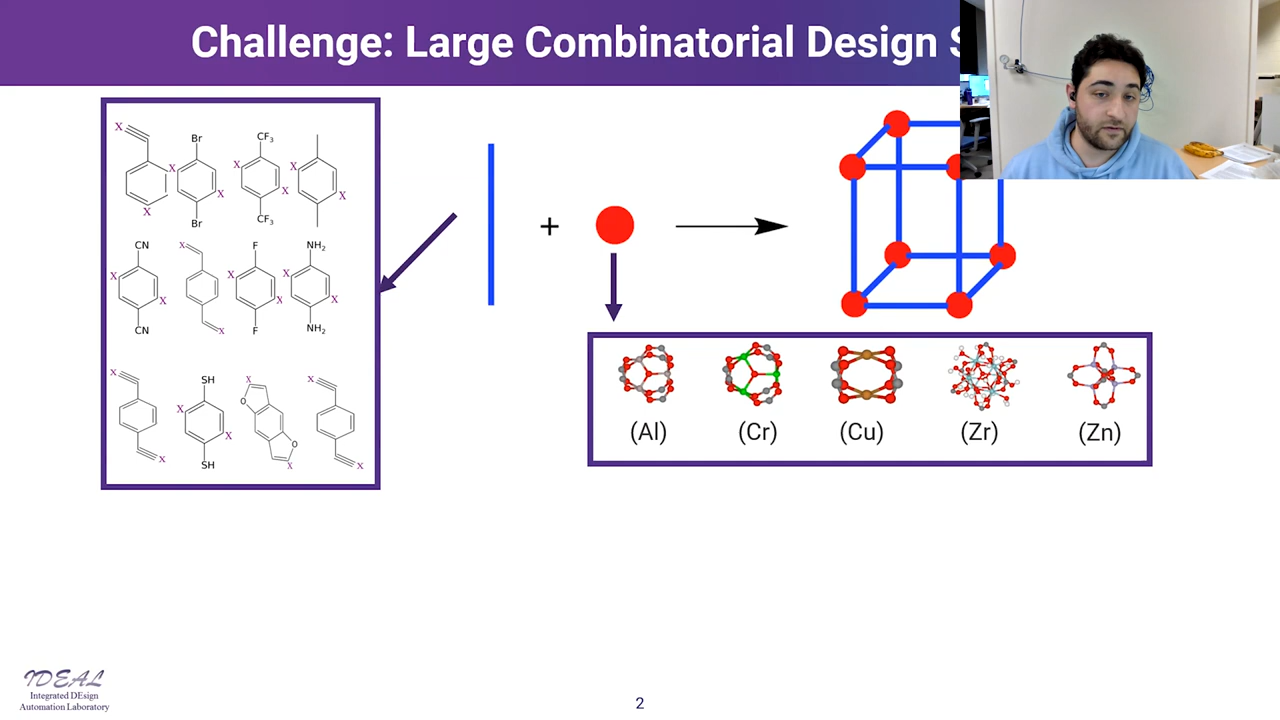 Challenge: Large Combinatorial Design
X
Br
CF₃
X
X
X
X
X
X
X
Br
CF₃
CN
X
F
NH₂
X
X
X
X
X
X
CN
X
F
NH₂
X
SH
X
X
X
O
X
O
X
SH
X
X
+
(Al)
(Cr)
(Cu)
(Zr)
(Zn)
IDEAL
Integrated DEsign
Automation Laboratory
2